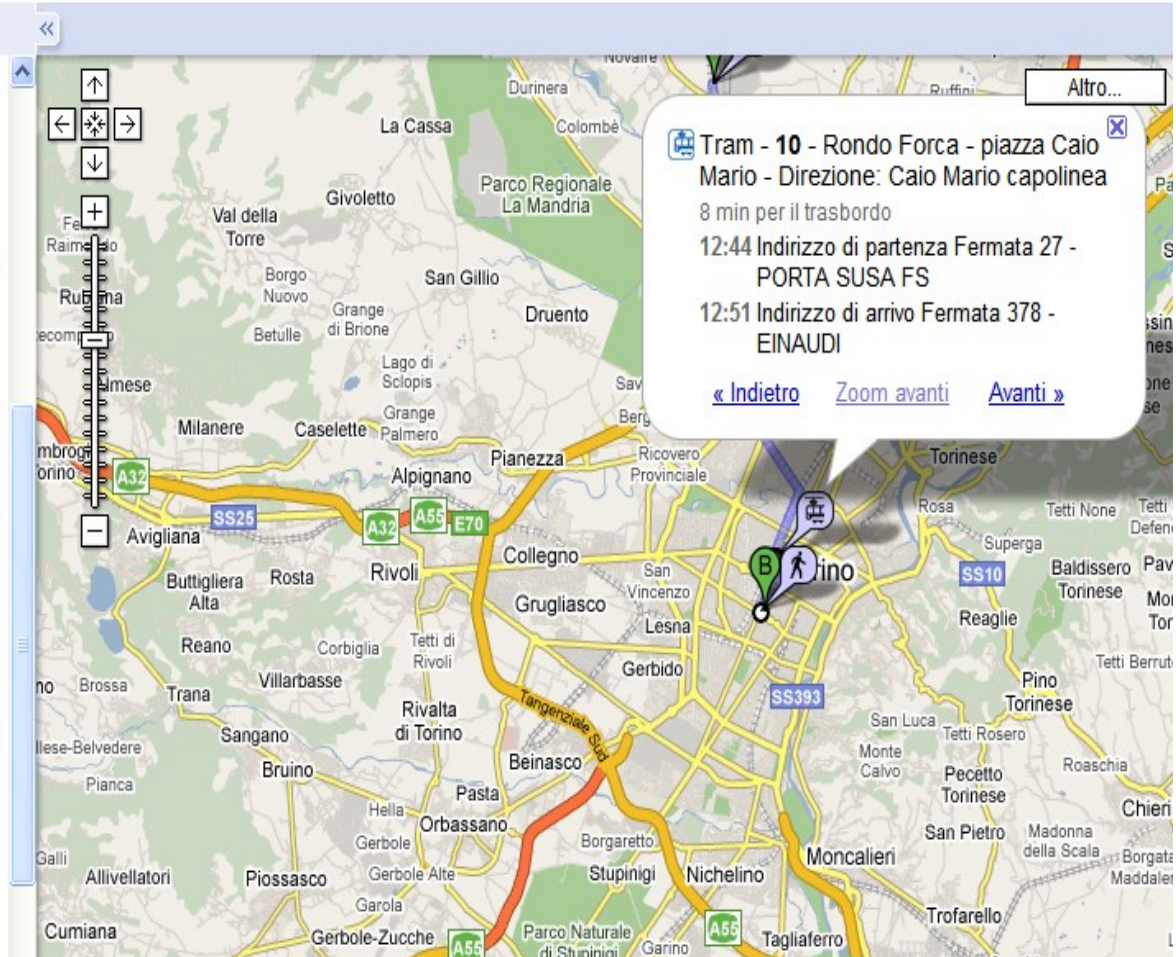 «
Novaire
Durinera
Ruffini
Altro...
La Cassa
Colombè
Tram - 10 - Rondo Forca - piazza Caio
Mario - Direzione: Caio Mario capolinea
8 min per il trasbordo
12:44 Indirizzo di partenza Fermata 27 -
PORTA SUSA FS
12:51 Indirizzo di arrivo Fermata 378 -
EINAUDI
« Indietro Zoom avanti Avanti »
Parco Regionale
La Mandria
Givoletto
Val della
Torre
Borgo
Nuovo
San Gillio
Grange
di Brione
Druento
Betulle
Lago di
Sclopis
Grange
Palmero
Milanere
Caselette
Pianezza
Ricovero
Provinciale
Torinese
A32
Alpignano
SS25
A32
A55
E70
Rosa
Tetti None
Tetti
Avigliana
Superga
Collegno
San
Vincenzo
B
rino
SS10
Baldissero
Torinese
Buttigliera
Alta
Rosta
Rivoli
Grugliasco
Reaglie
Lesna
Reano
Corbiglia
Tetti di
Rivoli
Gerbido
Brossa
Trana
Villarbasse
SS393
Pino
Torinese
Rivalta
di Torino
Tangenziale Sud
San Luca
Tetti Rosero
Sangano
Beinasco
Monte
Calvo
Roaschia
Bruino
Pianca
Pasta
Pecetto
Torinese
Chieri
Hella
Orbassano
Gerbole
Borgaretto
San Pietro
Madonna
della Scala
Moncalieri
Galli
Allivellatori
Piossasco
Gerbole Alte
Stupinigi
Nichelino
Garola
Trofarello
Cumiana
Gerbole-Zucche
A55
Parco Naturale
di Stupinigi
Garino
A55
Tagliaferro